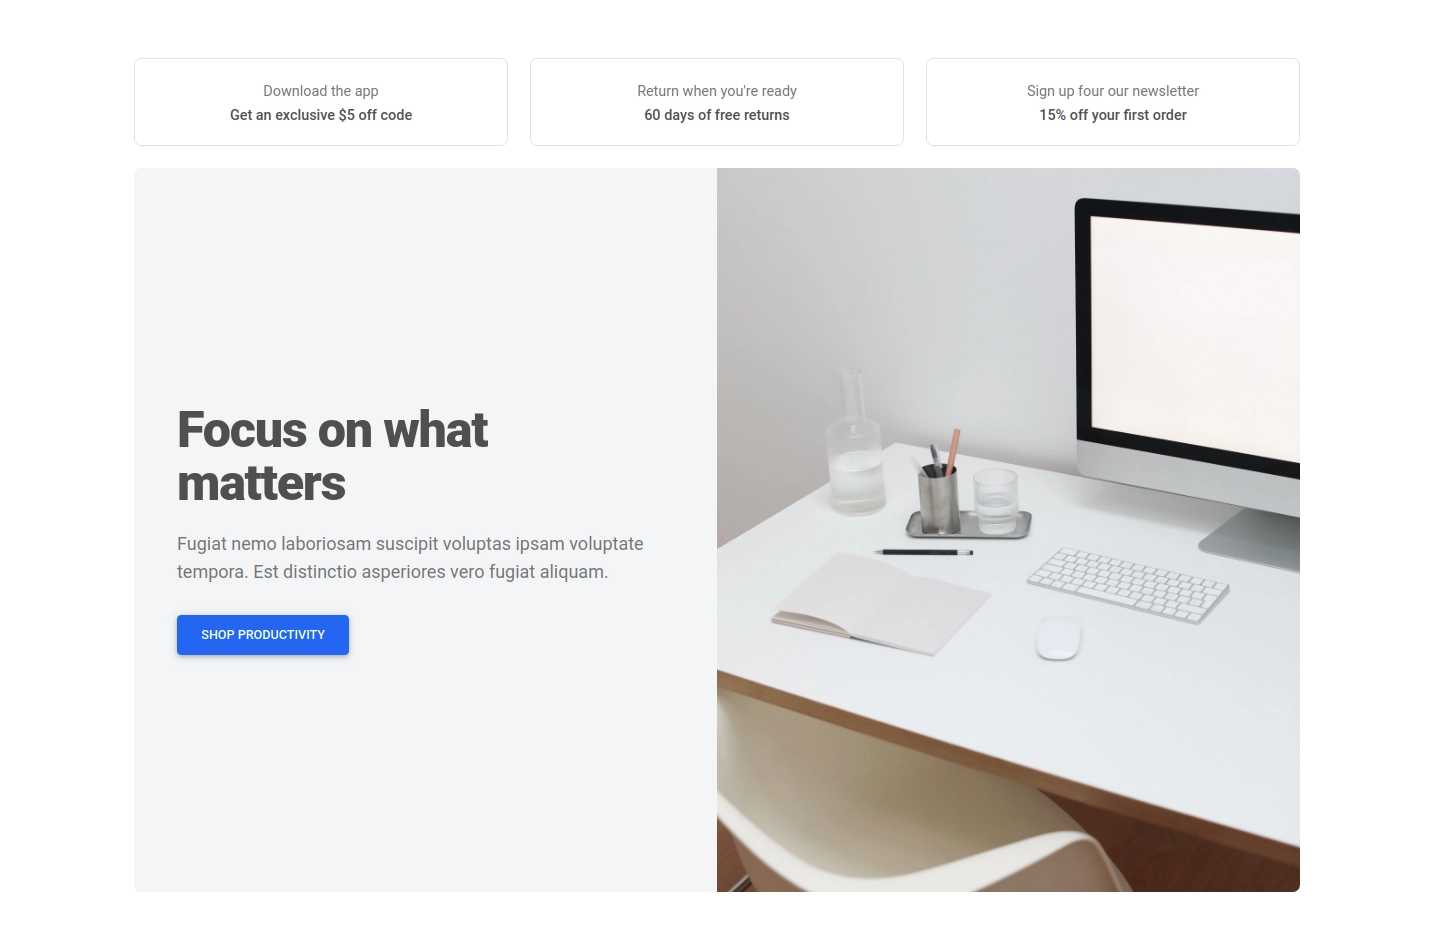 Download the app
Get an exclusive $5 off code
Return when you're ready
60 days of free returns
Sign up four our newsletter
15% off your first order
Focus on what
matters
Fugiat nemo laboriosam suscipit voluptas ipsam voluptate
tempora. Est distinctio asperiores vero fugiat aliquam.
SHOP PRODUCTIVITY